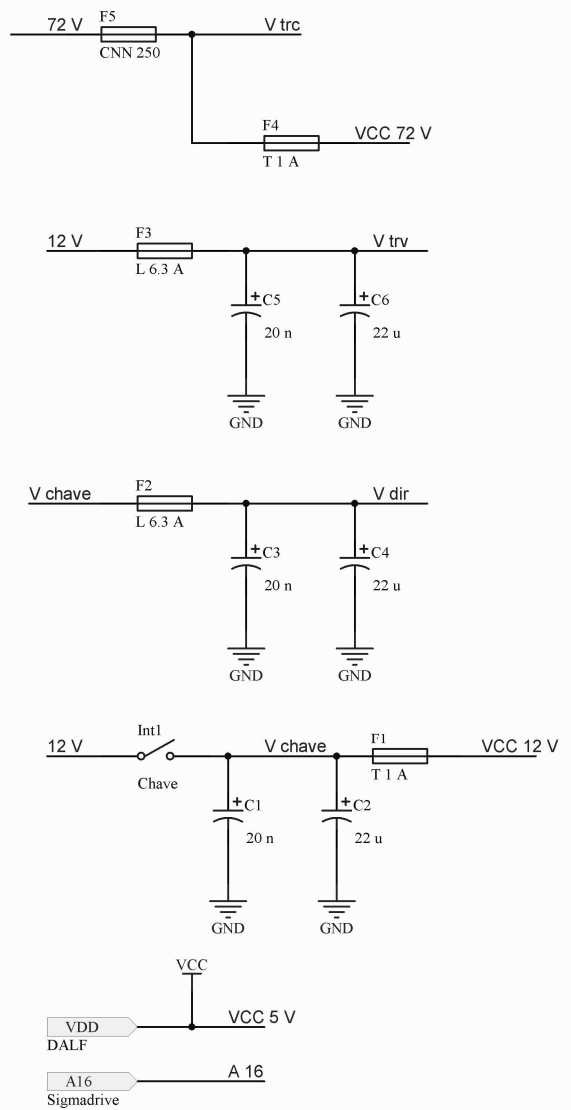 F5
72 V
V trc
CNN 250
F4
VCC 72 V
T 1 A
F3
12 V
V trv
L 6.3 A
+ C5
+ C6
20 n
22 u
GND
GND
F2
V chave
V dir
L 6.3 A
+ C3
+ C4
20 n
22 u
GND
GND
Int1
F1
12 V
V chave
VCC 12 V
Chave
T 1 A
+ C1
+ C2
20 n
22 u
GND
GND
VCC
VDD
VCC 5 V
DALF
A16
A 16
Sigmadrive